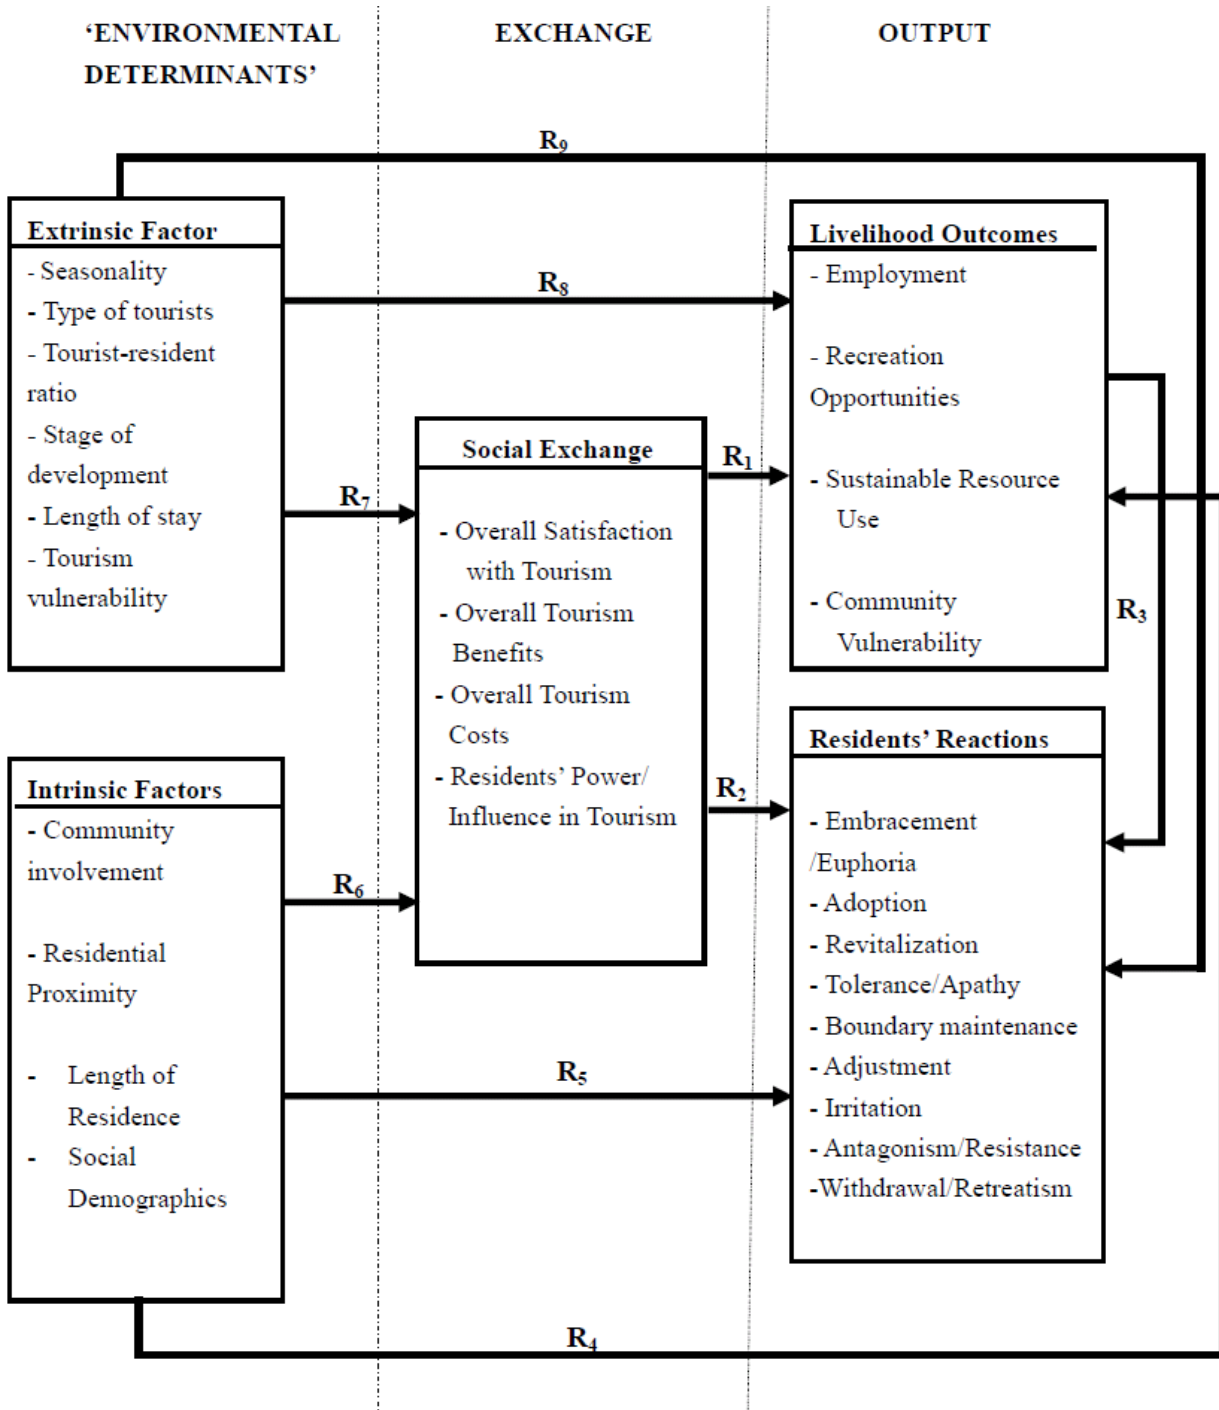 ‘ENVIRONMENTAL
DETERMINANTS’
EXCHANGE
OUTPUT
R9
Extrinsic Factor
- Seasonality
- Type of tourists
- Tourist-resident
ratio
- Stage of
development
- Length of stay
- Tourism
vulnerability
R8
R7
Intrinsic Factors
- Community
involvement
- Residential
Proximity
- Length of
Residence
- Social
Demographics
R6
R5
R4
Social Exchange
- Overall Satisfaction
with Tourism
- Overall Tourism
Benefits
- Overall Tourism
Costs
- Residents’ Power/
Influence in Tourism
R1
R2
Livelihood Outcomes
- Employment
- Recreation
Opportunities
- Sustainable Resource
Use
- Community
Vulnerability
R3
Residents’ Reactions
- Embracement
/Euphoria
- Adoption
- Revitalization
- Tolerance/Apathy
- Boundary maintenance
- Adjustment
- Irritation
- Antagonism/Resistance
-Withdrawal/Retreatism